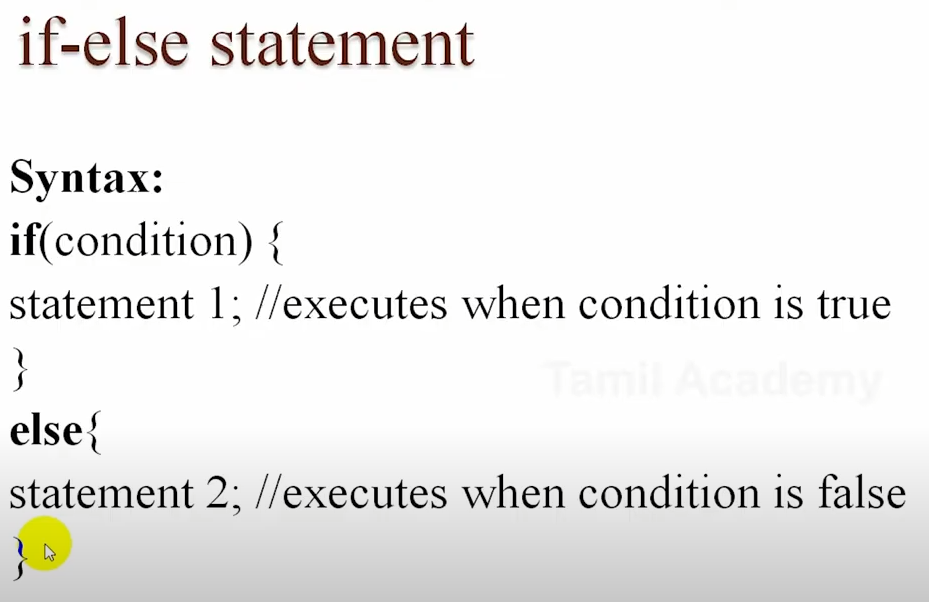 if-else statement
Syntax:
if(condition) {
statement 1; //executes when condition is true
}
Tamil Academy
else{
statement 2; //executes when condition is false
}